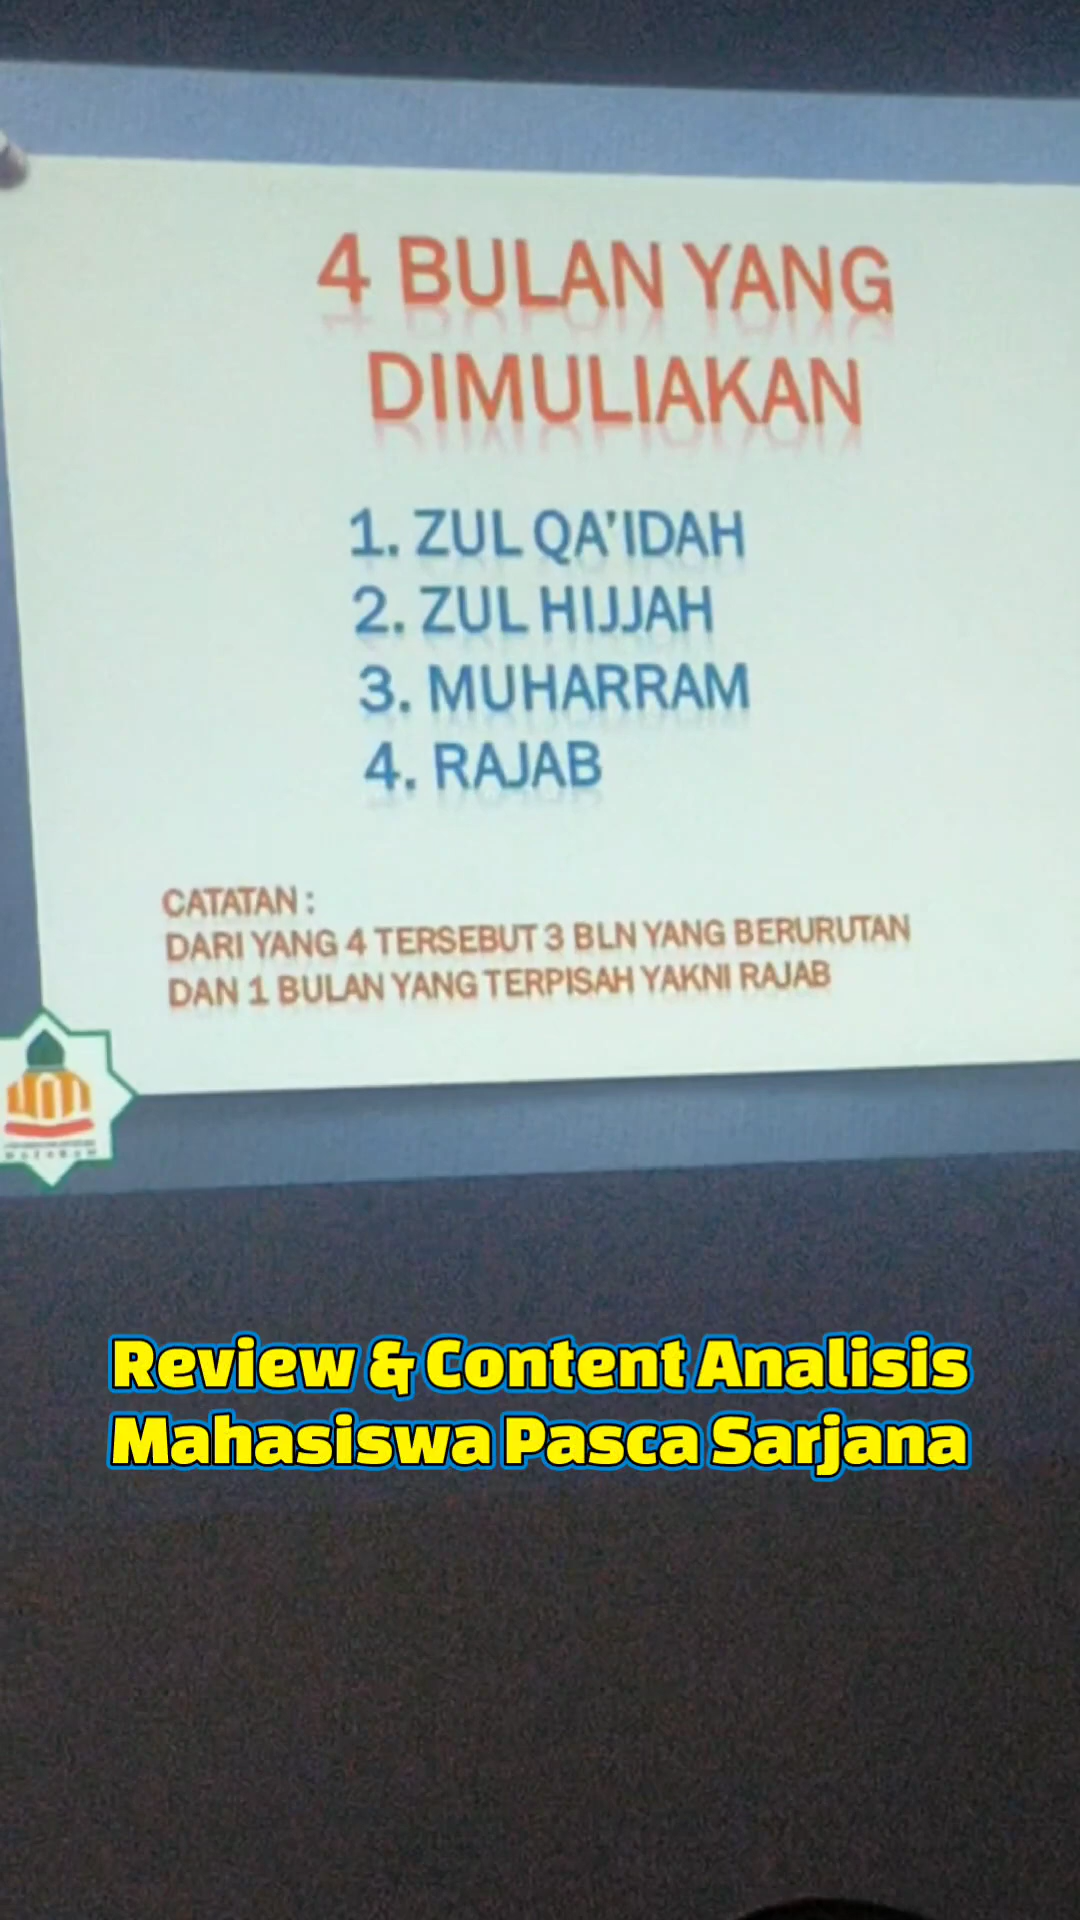 4 BULAN YANG
DIMULIAKAN
1. ZUL QA'IDAH
2. ZUL HIJJAH
3. MUHARRAM
4. RAJAB
CATATAN :
DARI YANG 4 TERSEBUT 3 BLN YANG BERURUTAN
DAN 1 BULAN YANG TERPISAH YAKNI RAJAB
Review & Content Analisis
Mahasiswa Pasca Sarjana